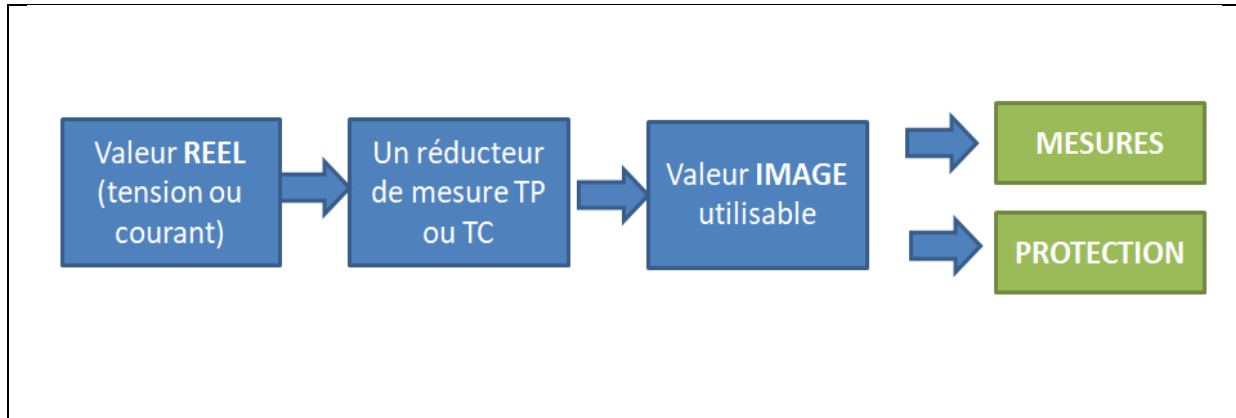 Valeur REEL
(tension ou
courant)
Un réducteur
de mesure TP
ou TC
Valeur IMAGE
utilisable
MESURES
PROTECTION